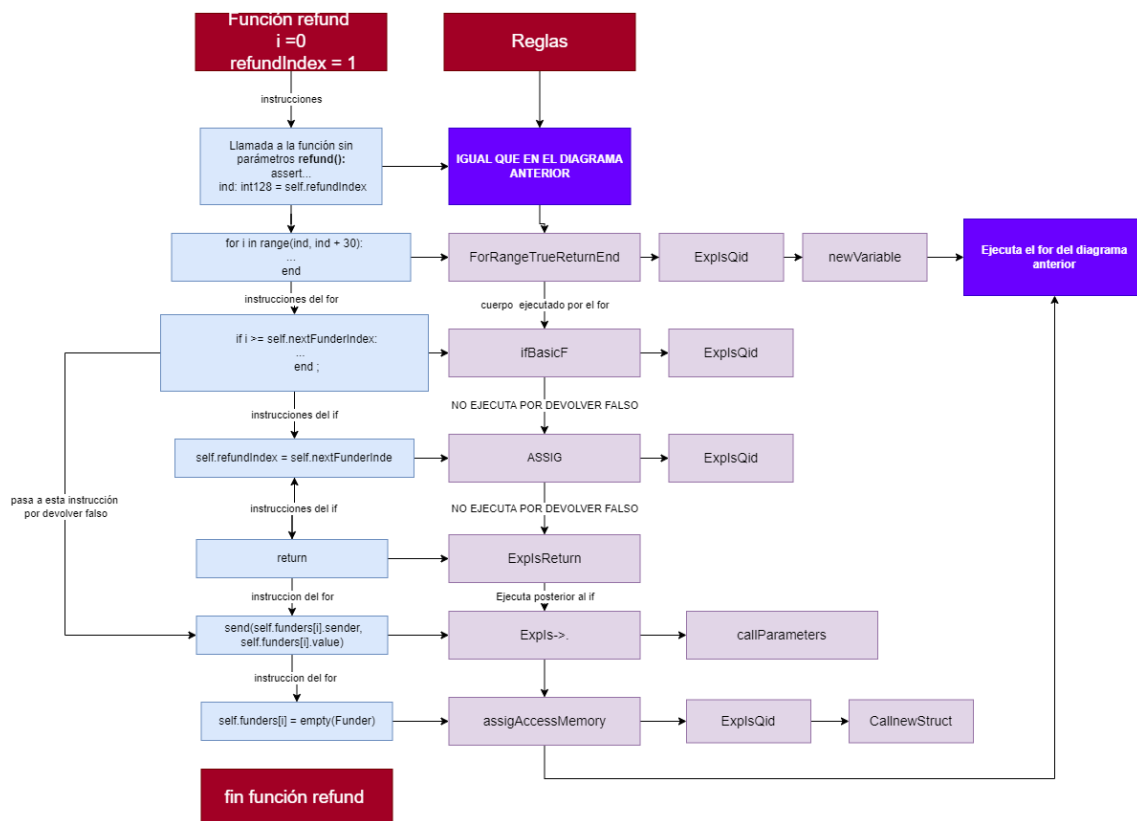 Función refund
i =0
refundIndex = 1
Reglas
instrucciones
Llamada a la función sin
parámetros refund():
assert...
ind: int128 = self.refundIndex
IGUAL QUE EN EL DIAGRAMA
ANTERIOR
for i in range(ind, ind + 30):
...
end
ForRangeTrueReturnEnd
ExpIsQid
newVariable
Ejecuta el for del diagrama
anterior
instrucciones del for
cuerpo ejecutado por el for
if i >= self.nextFunderIndex:
...
end ;
ifBasicF
ExpIsQid
instrucciones del if
NO EJECUTA POR DEVOLVER FALSO
self.refundIndex = self.nextFunderInde
ASSIG
ExpIsQid
pasa a esta instrucción
por devolver falso
instrucciones del if
NO EJECUTA POR DEVOLVER FALSO
return
ExpIsReturn
instruccion del for
Ejecuta posterior al if
send(self.funders[i].sender,
self.funders[i].value)
ExpIs->.
callParameters
instruccion del for
self.funders[i] = empty(Funder)
assigAccessMemory
ExpIsQid
CallnewStruct
fin función refund